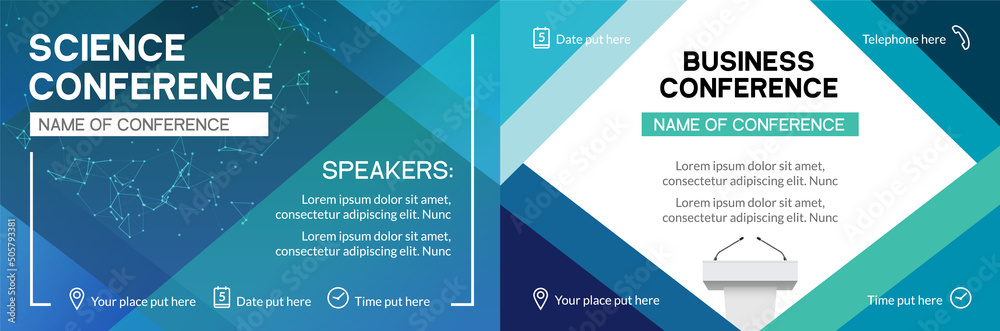 SCIENCE
CONFERENCE
NAME OF CONFERENCE
SPEAKERS:
Lorem ipsum dolor sit amet,
consectetur adipiscing elit. Nunc
Lorem ipsum dolor sit amet,
consectetur adipiscing elit. Nunc
Your place put here
5
Date put here
Time put here
5
Date put here
Telephone here
BUSINESS
CONFERENCE
NAME OF CONFERENCE
Lorem ipsum dolor sit amet,
consectetur adipiscing elit. Nunc
Lorem ipsum dolor sit amet,
consectetur adipiscing elit. Nunc
Your place put here
Time put here
Adobe Stock | #505793381